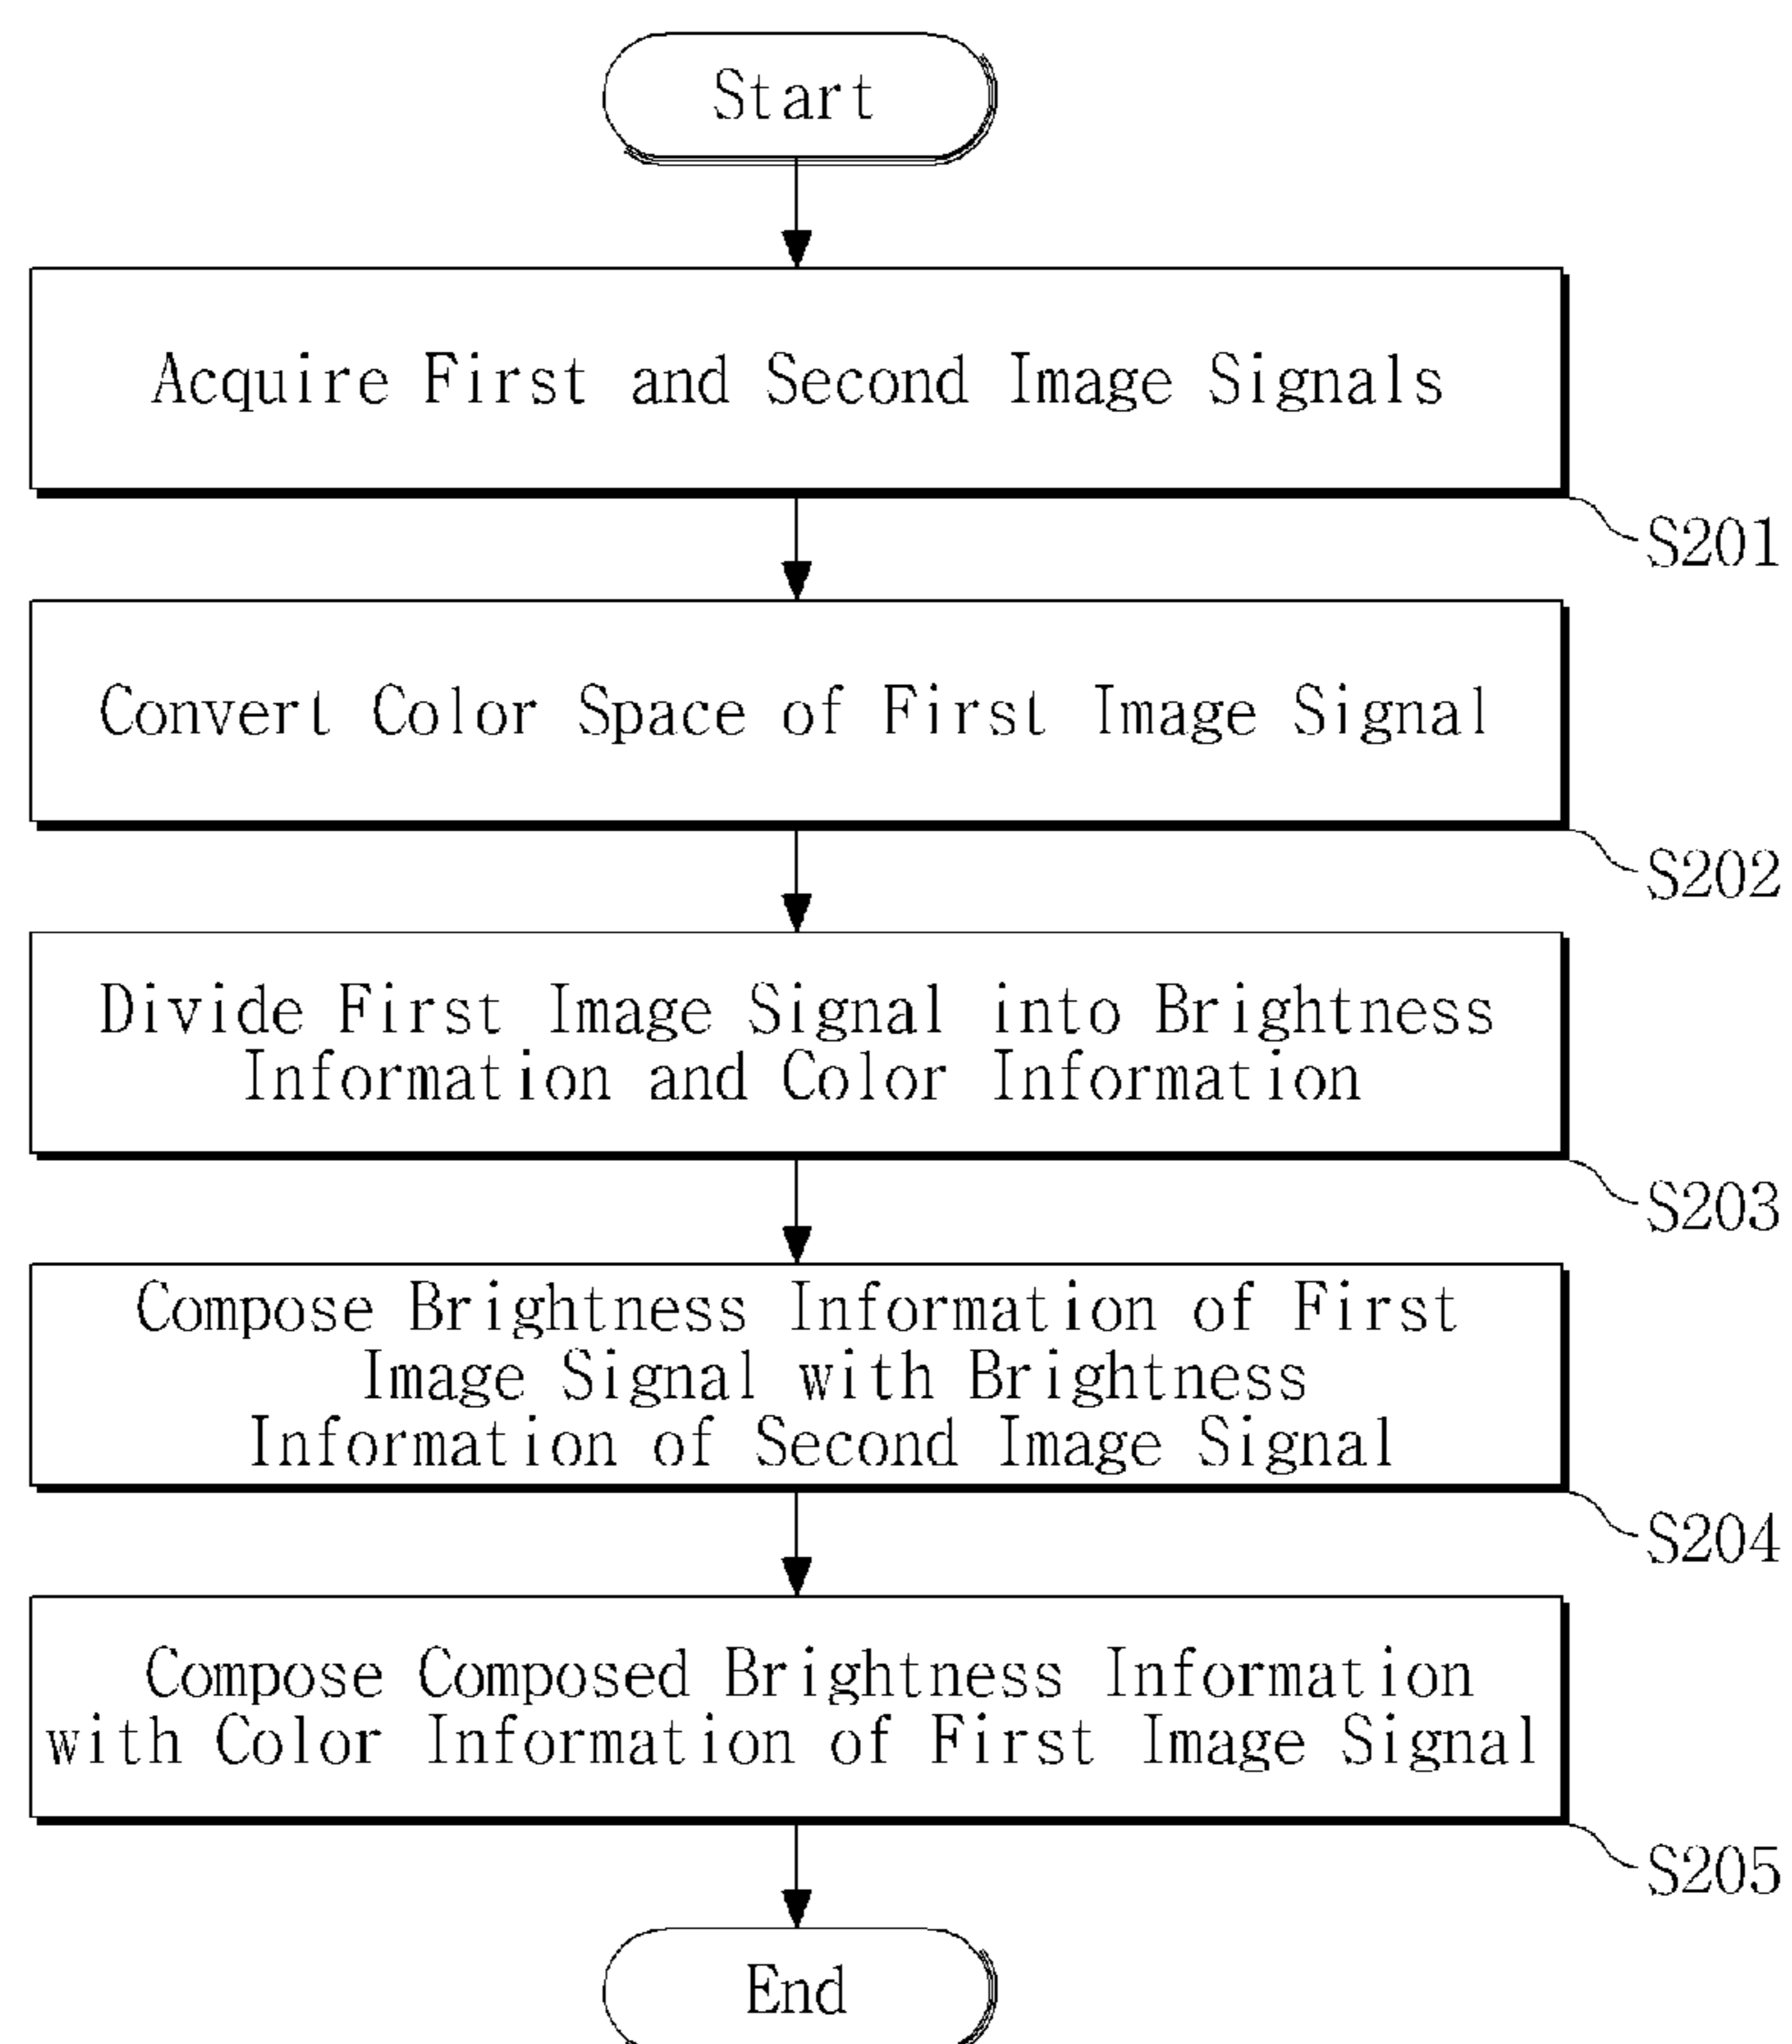 Start
Acquire First and Second Image Signals
S201
Convert Color Space of First Image Signal
S202
Divide First Image Signal into Brightness
Information and Color Information
S203
Compose Brightness Information of First
Image Signal with Brightness
Information of Second Image Signal
S204
Compose Composed Brightness Information
with Color Information of First Image Signal
S205
End